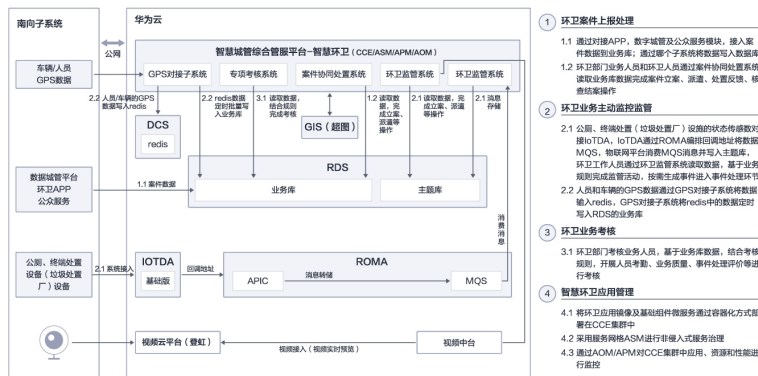 南向子系统
华为云
公网
智慧城管综合管服平台-智慧环卫（CCE/ASM/APM/AOM）
车辆/人员
GPS数据
GPS对接子系统
专项考核系统
案件协同处置系统
环卫监管系统
环卫监管系统
2.2 人员/车辆的GPS
数据写入redis
2.2 redis数据
定时批量写
入业务库
3.1 读取数据，
结合规则
完成考核
1.2 读取数
据，完
成立案、
派遣等
操作
2.1 读取数据，完
成立案、派遣
等操作
2.1 消息
存储
DCS
redis
GIS（超图）
RDS
业务库
主题库
数据城管平台
环卫APP
公众服务
1.1 案件数据
消费消息
公厕、终端处置
设备（垃圾处置
厂）设备
2.1 系统接入
IOTDA
基础版
回调地址
ROMA
APIC
消息转储
MQS
视频云平台（登虹）
视频接入（视频实时预览）
视频中台
1 环卫案件上报处理
1.1 通过对接APP，数字城管及公众服务模块，接入案
件数据到业务库；通过哪个子系统将数据写入数据库
1.2 环卫部门业务人员和环卫人员通过案件协同处置系统
读取业务库数据完成案件立案、派遣、处置反馈、核
查结案操作
2 环卫业务主动监控监管
2.1 公厕、终端处置（垃圾处置厂）设施的状态传感数对
接IoTDA，IoTDA通过ROMA编排回调地址将数据
MQS，物联网平台消费MQS消息并写入主题库，
环卫工作人员通过环卫监管系统读取数据，基于业务
规则完成监管活动，按需生成事件进入事件处理环节
2.2 人员和车辆的GPS数据通过GPS对接子系统将数据
输入redis，GPS对接子系统将redis中的数据定时
写入RDS的业务库
3 环卫业务考核
3.1 环卫部门考核业务人员，基于业务库数据，结合考核
规则，开展人员考勤、业务质量、事件处理评价等进
行考核
4 智慧环卫应用管理
4.1 将环卫应用镜像及基础组件微服务通过容器化方式部
署在CCE集群中
4.2 采用服务网格ASM进行非侵入式服务治理
4.3 通过AOM/APM对CCE集群中应用、资源和性能进
行监控